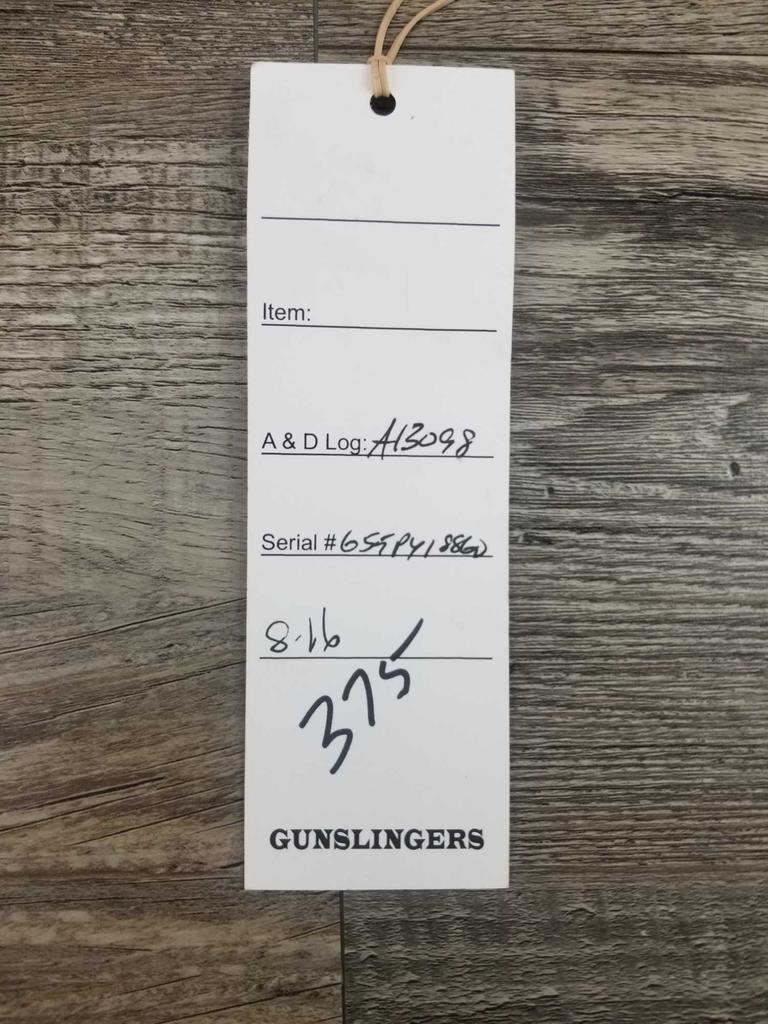 Item:
A & D Log: A13098
Serial #
8-16
375
GUNSLINGERS